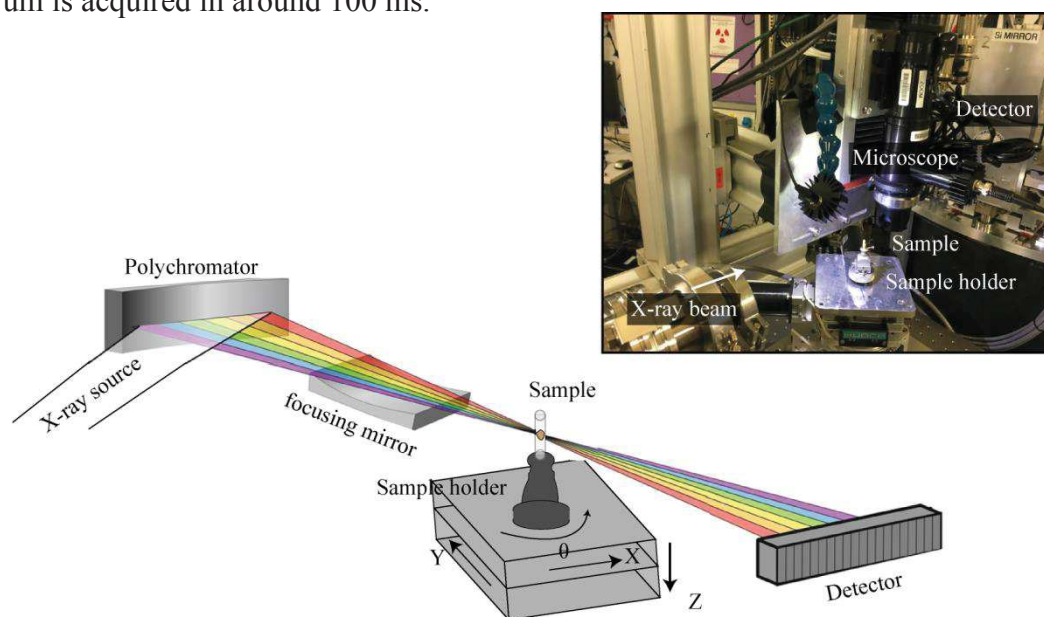 um is acquired in around 100 ms.
SI MIRROR
Detector
Microscope
Sample
Sample holder
X-ray beam
Polychromator
X-ray source
focusing mirror
Sample
Sample holder
θ
Y
X
Z
Detector